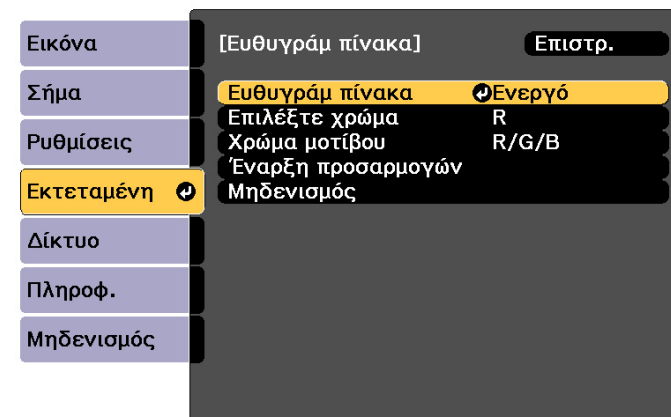 Εικόνα
Σήμα
Ρυθμίσεις
Εκτεταμένη
Δίκτυο
Πληροφ.
Μηδενισμός
[Ευθυγράμ πίνακα] Επιστρ.
Ευθυγράμ πίνακα Ενεργό
Επιλέξτε χρώμα R
Χρώμα μοτίβου R/G/B
Έναρξη προσαρμογών
Μηδενισμός